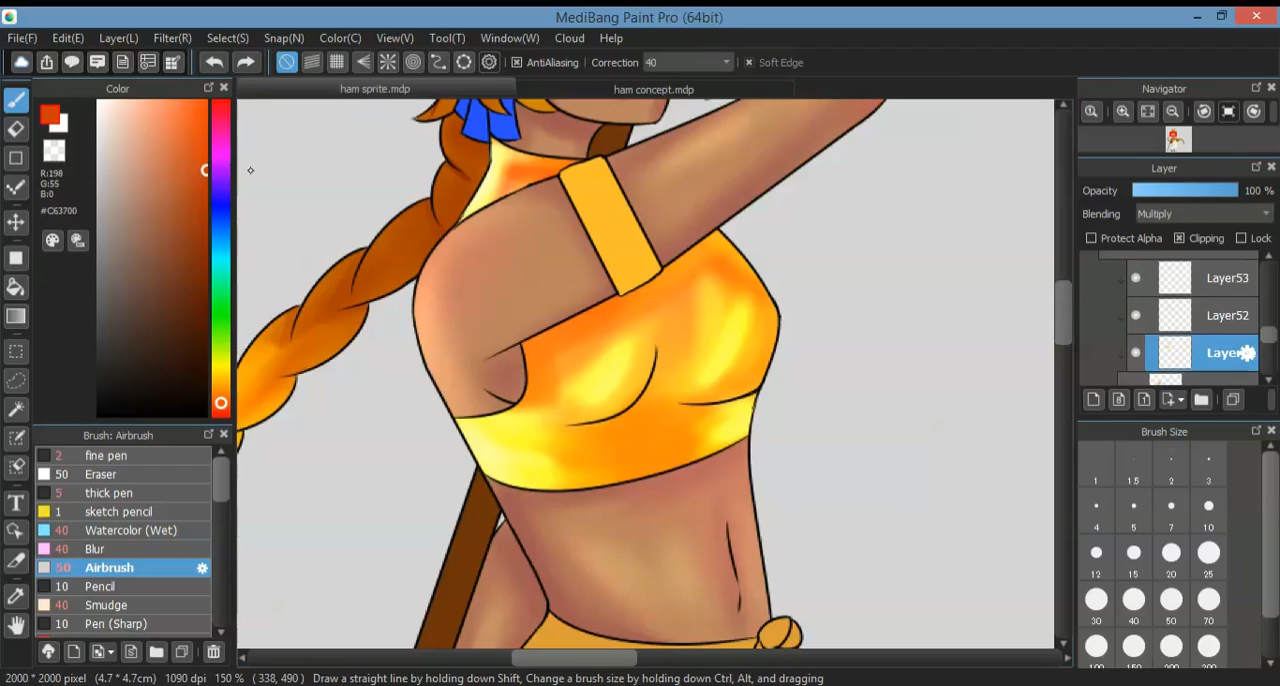 MediBang Paint Pro (64bit)
File(F) Edit(E) Layer(L) Filter(R) Select(S) Snap(N) Color(C) View(V) Tool(T) Window(W) Cloud Help
AntiAliasing Correction 40 Soft Edge
Color
ham sprite.mdp
ham concept.mdp
Navigator
R:198
G:55
B:0
#C63700
Layer
Opacity 100 %
Blending Multiply
Protect Alpha Clipping Lock
Layer53
Layer52
Brush: Airbrush
2 fine pen
50 Eraser
5 thick pen
1 sketch pencil
40 Watercolor (Wet)
40 Blur
50 Airbrush
10 Pencil
40 Smudge
10 Pen (Sharp)
Brush Size
1 1.5 2 3
4 5 7 10
12 15 20 25
30 40 50 70
2000 * 2000 pixel (4.7 * 4.7cm) 1090 dpi 150 % ( 338, 490 ) Draw a straight line by holding down Shift, Change a brush size by holding down Ctrl, Alt, and dragging